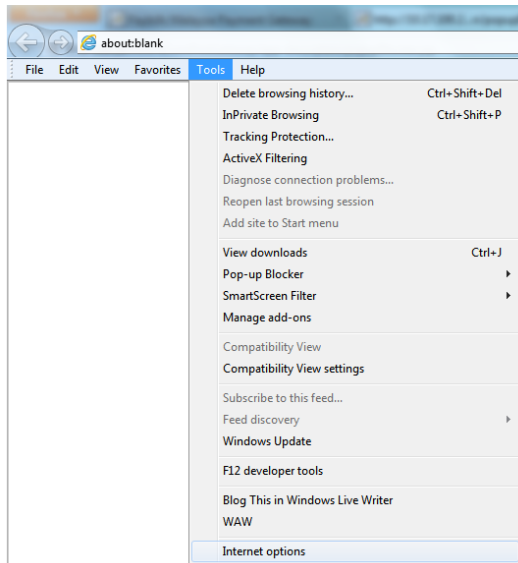 about:blank
File Edit View Favorites Tools Help
Delete browsing history... Ctrl+Shift+Del
InPrivate Browsing Ctrl+Shift+P
Tracking Protection...
ActiveX Filtering
Diagnose connection problems...
Reopen last browsing session
Add site to Start menu
View downloads Ctrl+J
Pop-up Blocker
SmartScreen Filter
Manage add-ons
Compatibility View
Compatibility View settings
Subscribe to this feed...
Feed discovery
Windows Update
F12 developer tools
Blog This in Windows Live Writer
WAW
Internet options